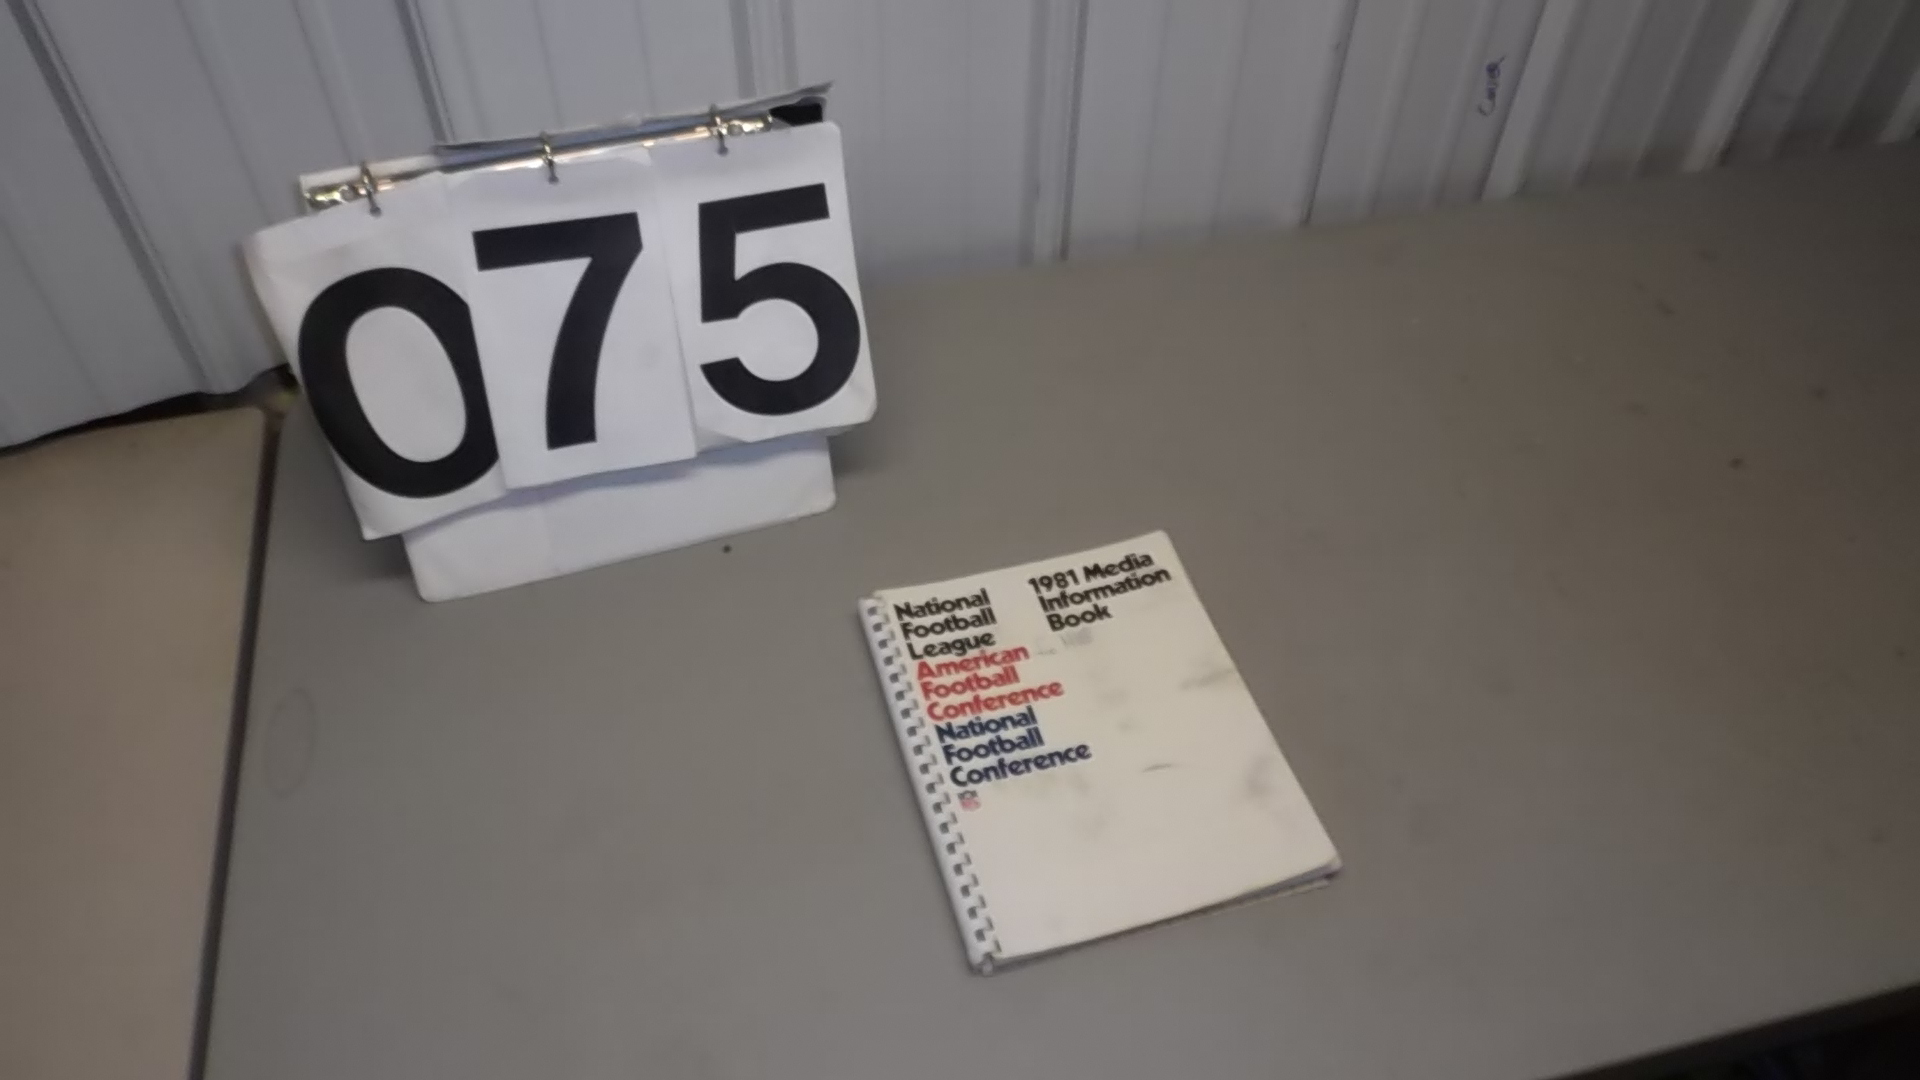 075
National
Football
League
American
Football
Conference
National
Football
Conference
1981 Media
Information
Book